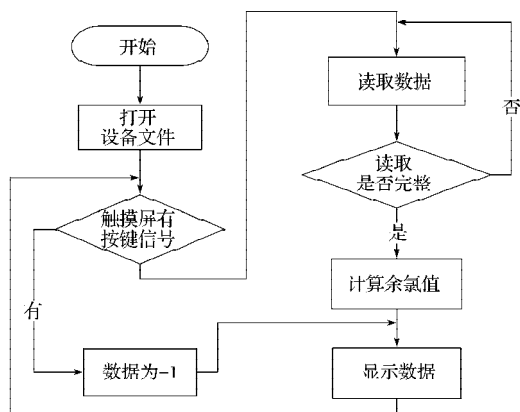 开始
打开
设备文件
触摸屏有
按键信号
有
数据为-1
读取数据
否
读取
是否完整
是
计算余氯值
显示数据